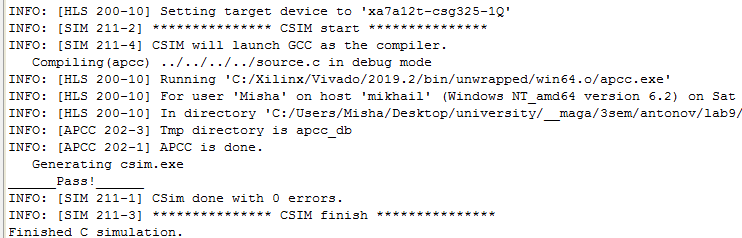 INFO: [HLS 200-10] Setting target device to 'xa7a12t-csg325-1Q'
INFO: [SIM 211-2] *************** CSIM start ***************
INFO: [SIM 211-4] CSIM will launch GCC as the compiler.
Compiling(apcc) ../../../../source.c in debug mode
INFO: [HLS 200-10] Running 'C:/Xilinx/Vivado/2019.2/bin/unwrapped/win64.o/apcc.exe'
INFO: [HLS 200-10] For user 'Misha' on host 'mikhail' (Windows NT_amd64 version 6.2) on Sat
INFO: [HLS 200-10] In directory 'C:/Users/Misha/Desktop/university/__maga/3sem/antonov/lab9/
INFO: [APCC 202-3] Tmp directory is apcc_db
INFO: [APCC 202-1] APCC is done.
Generating csim.exe
______Pass!______
INFO: [SIM 211-1] CSim done with 0 errors.
INFO: [SIM 211-3] *************** CSIM finish ***************
Finished C simulation.